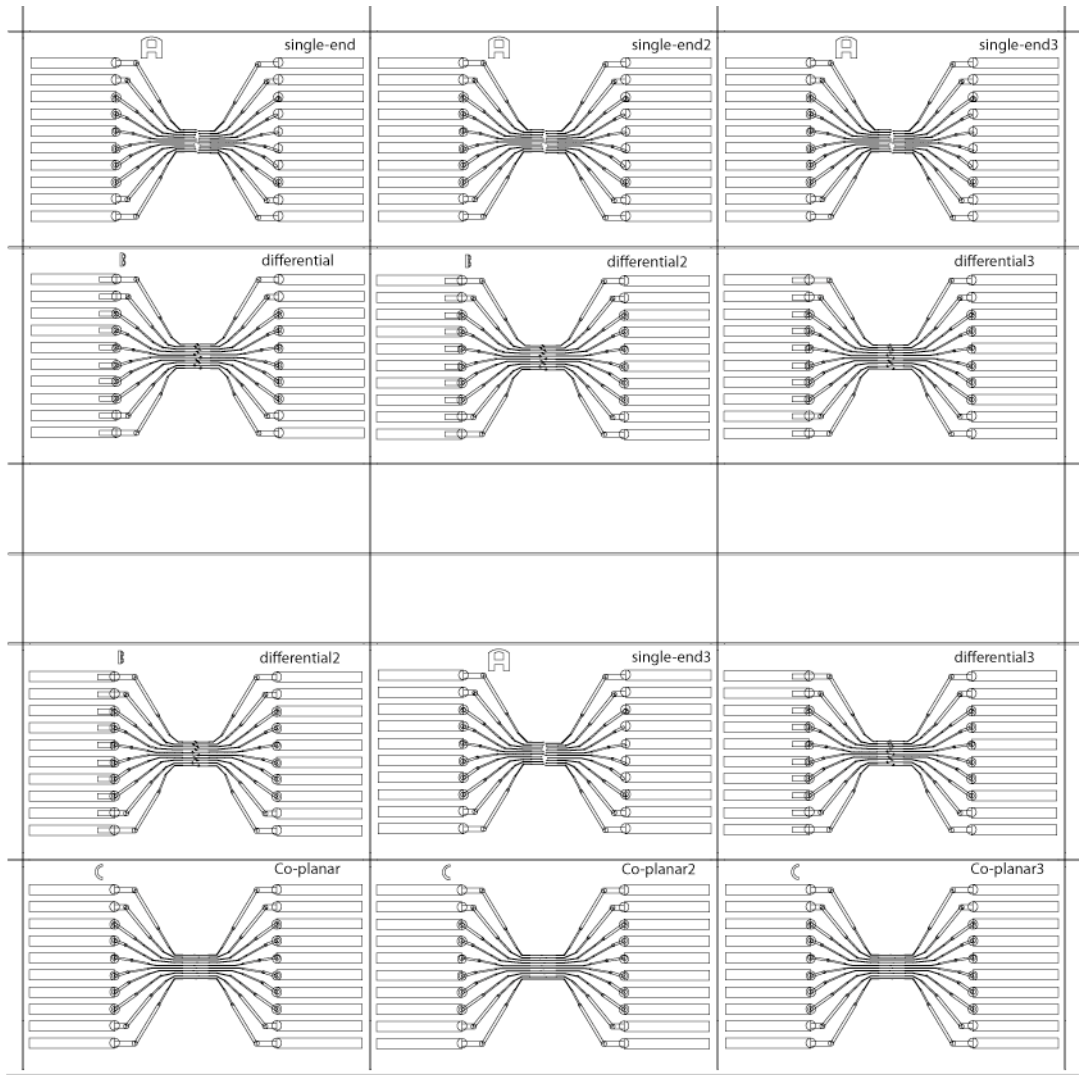 A single-end
A single-end2
A single-end3
B differential
B differential2
differential3
B differential2
A single-end3
differential3
C Co-planar
C Co-planar2
C Co-planar3